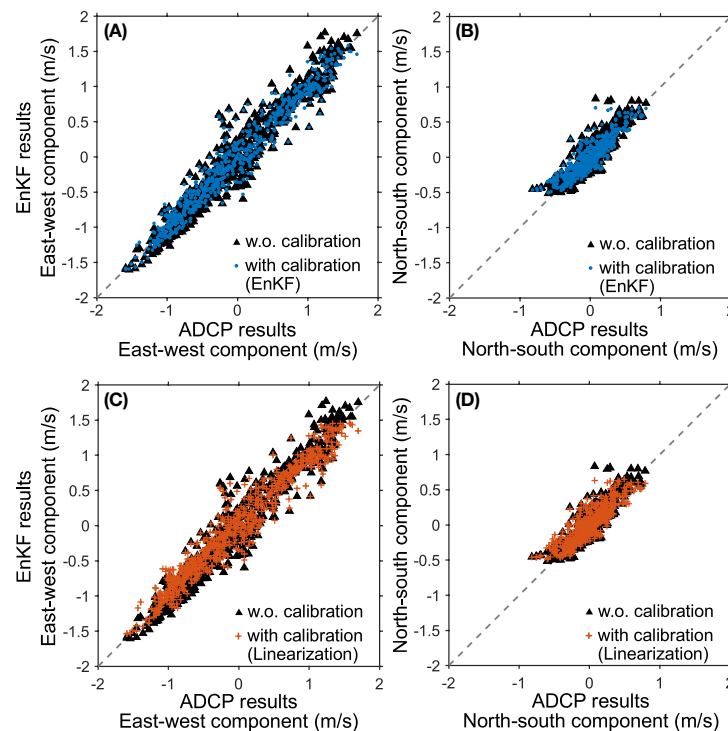 (A)
EnKF results
East-west component (m/s)
2
1.5
1
0.5
0
-0.5
-1
-1.5
-2
w.o. calibration
with calibration
(EnKF)
-2
-1
0
1
2
ADCP results
East-west component (m/s)
(B)
North-south component (m/s)
2
1.5
1
0.5
0
-0.5
-1
-1.5
-2
w.o. calibration
with calibration
(EnKF)
-2
-1
0
1
2
ADCP results
North-south component (m/s)
(C)
EnKF results
East-west component (m/s)
2
1.5
1
0.5
0
-0.5
-1
-1.5
-2
w.o. calibration
with calibration
(Linearization)
-2
-1
0
1
2
ADCP results
East-west component (m/s)
(D)
North-south component (m/s)
2
1.5
1
0.5
0
-0.5
-1
-1.5
-2
w.o. calibration
with calibration
(Linearization)
-2
-1
0
1
2
ADCP results
North-south component (m/s)